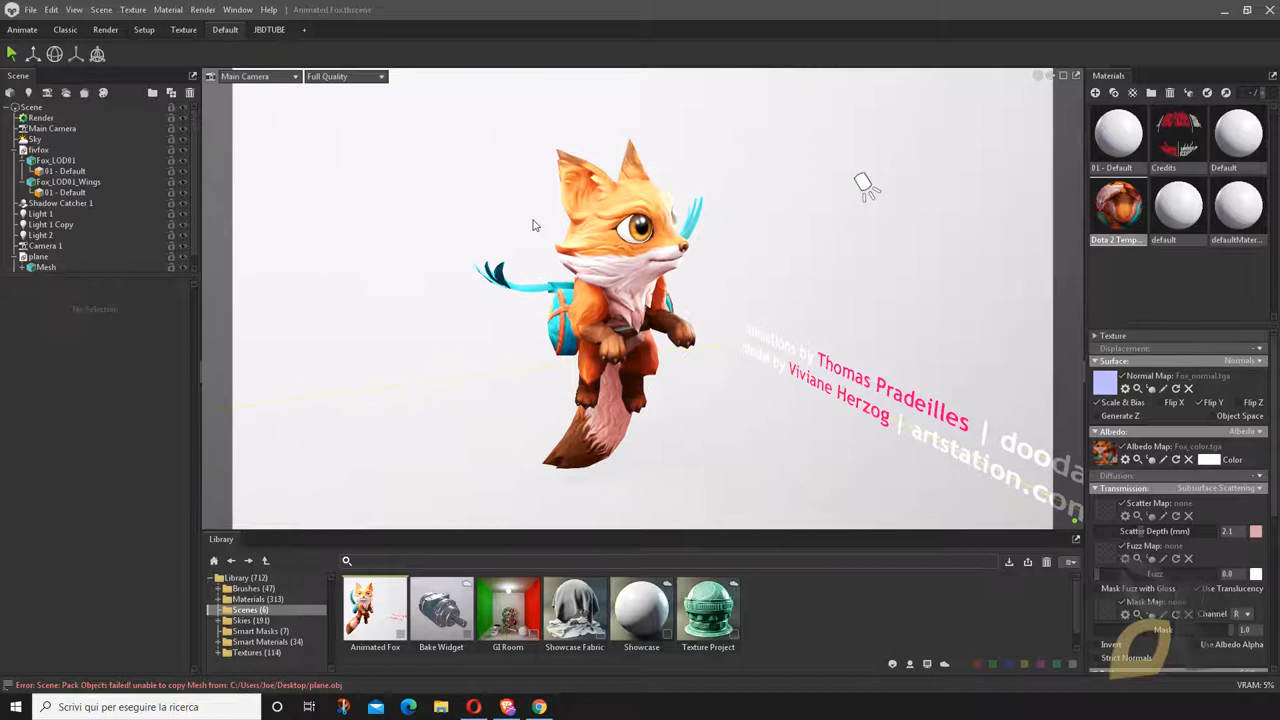 File Edit View Scene Texture Material Render Window Help Animated Fox.tbscene
Animate Classic Render Setup Texture Default JBDTUBE +
Scene
Main Camera Full Quality
Materials
Scene
Render
Main Camera
Sky
fivfox
Fox_LOD01
01 - Default
Fox_LOD01_Wings
01 - Default
Shadow Catcher 1
Light 1
Light 1 Copy
Light 2
Camera 1
plane
Mesh
No Selection
by Thomas Pradeilles | dooda
by Viviane Herzog | artstation.com
01 - Default Credits Default
Dota 2 Temp... default defaultMater...
Texture
Displacement:
Surface: Normals
Normal Map: Fox_normal.tga
Scale & Bias Flip X Flip Y Flip Z
Generate Z Object Space
Albedo: Albedo
Albedo Map: Fox_color.tga
Color
Diffusion:
Transmission: Subsurface Scattering
Scatter Map: none
Scatter Depth (mm) 2.1
Fuzz Map: none
Fuzz 0.0
Mask Fuzz with Gloss Use Translucency
Mask Map: none Channel R
Mask 1.0
Invert Use Albedo Alpha
Strict Normals
Library
Library (712)
Brushes (47)
Materials (313)
Scenes (6)
Skies (191)
Smart Masks (7)
Smart Materials (34)
Textures (114)
Animated Fox Bake Widget GI Room Showcase Fabric Showcase Texture Project
Error: Scene: Pack Objects failed! unable to copy Mesh from: C:/Users/Joe/Desktop/plane.obj
VRAM: 5%
Scrivi qui per eseguire la ricerca